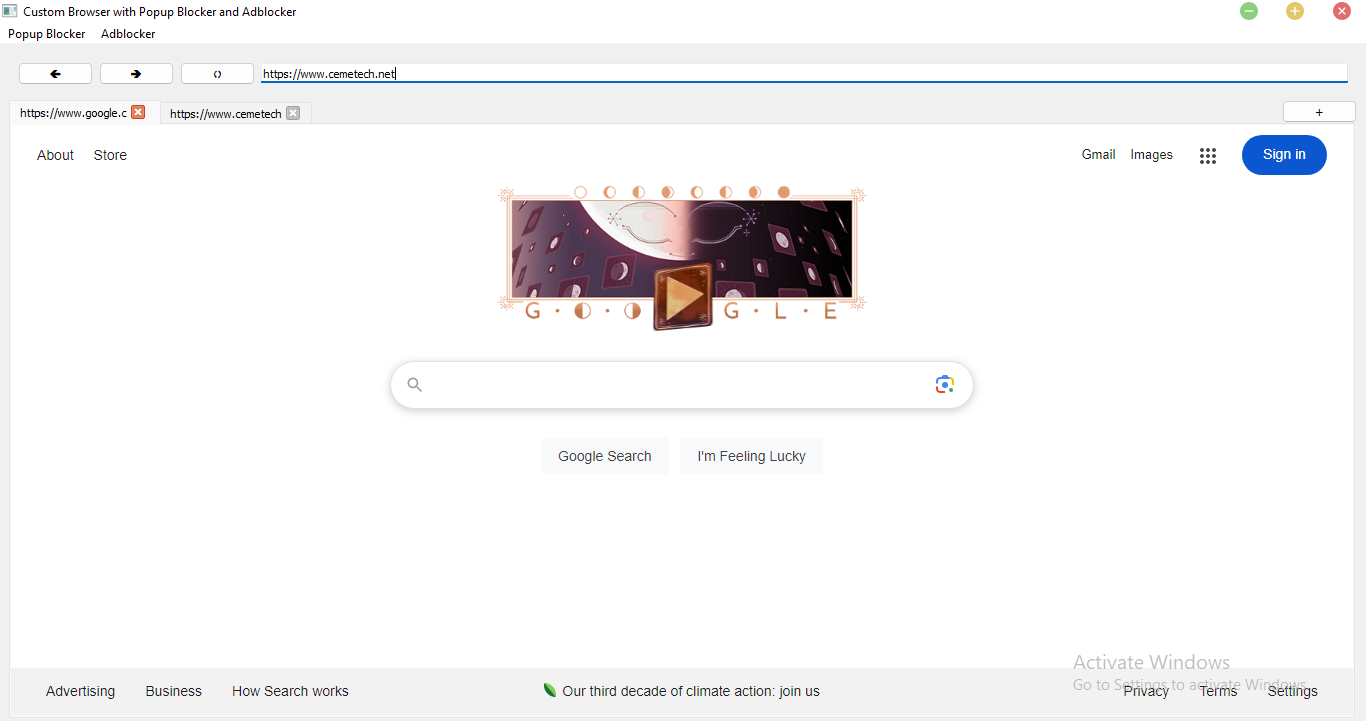 Custom Browser with Popup Blocker and Adblocker
Popup Blocker Adblocker
https://www.cemetech.net
https://www.google.c https://www.cemetech +
About Store Gmail Images Sign in
G · O · O G · L · E
Google Search I'm Feeling Lucky
Activate Windows
Go to Settings to activate Windows.
Advertising Business How Search works Our third decade of climate action: join us Privacy Terms Settings